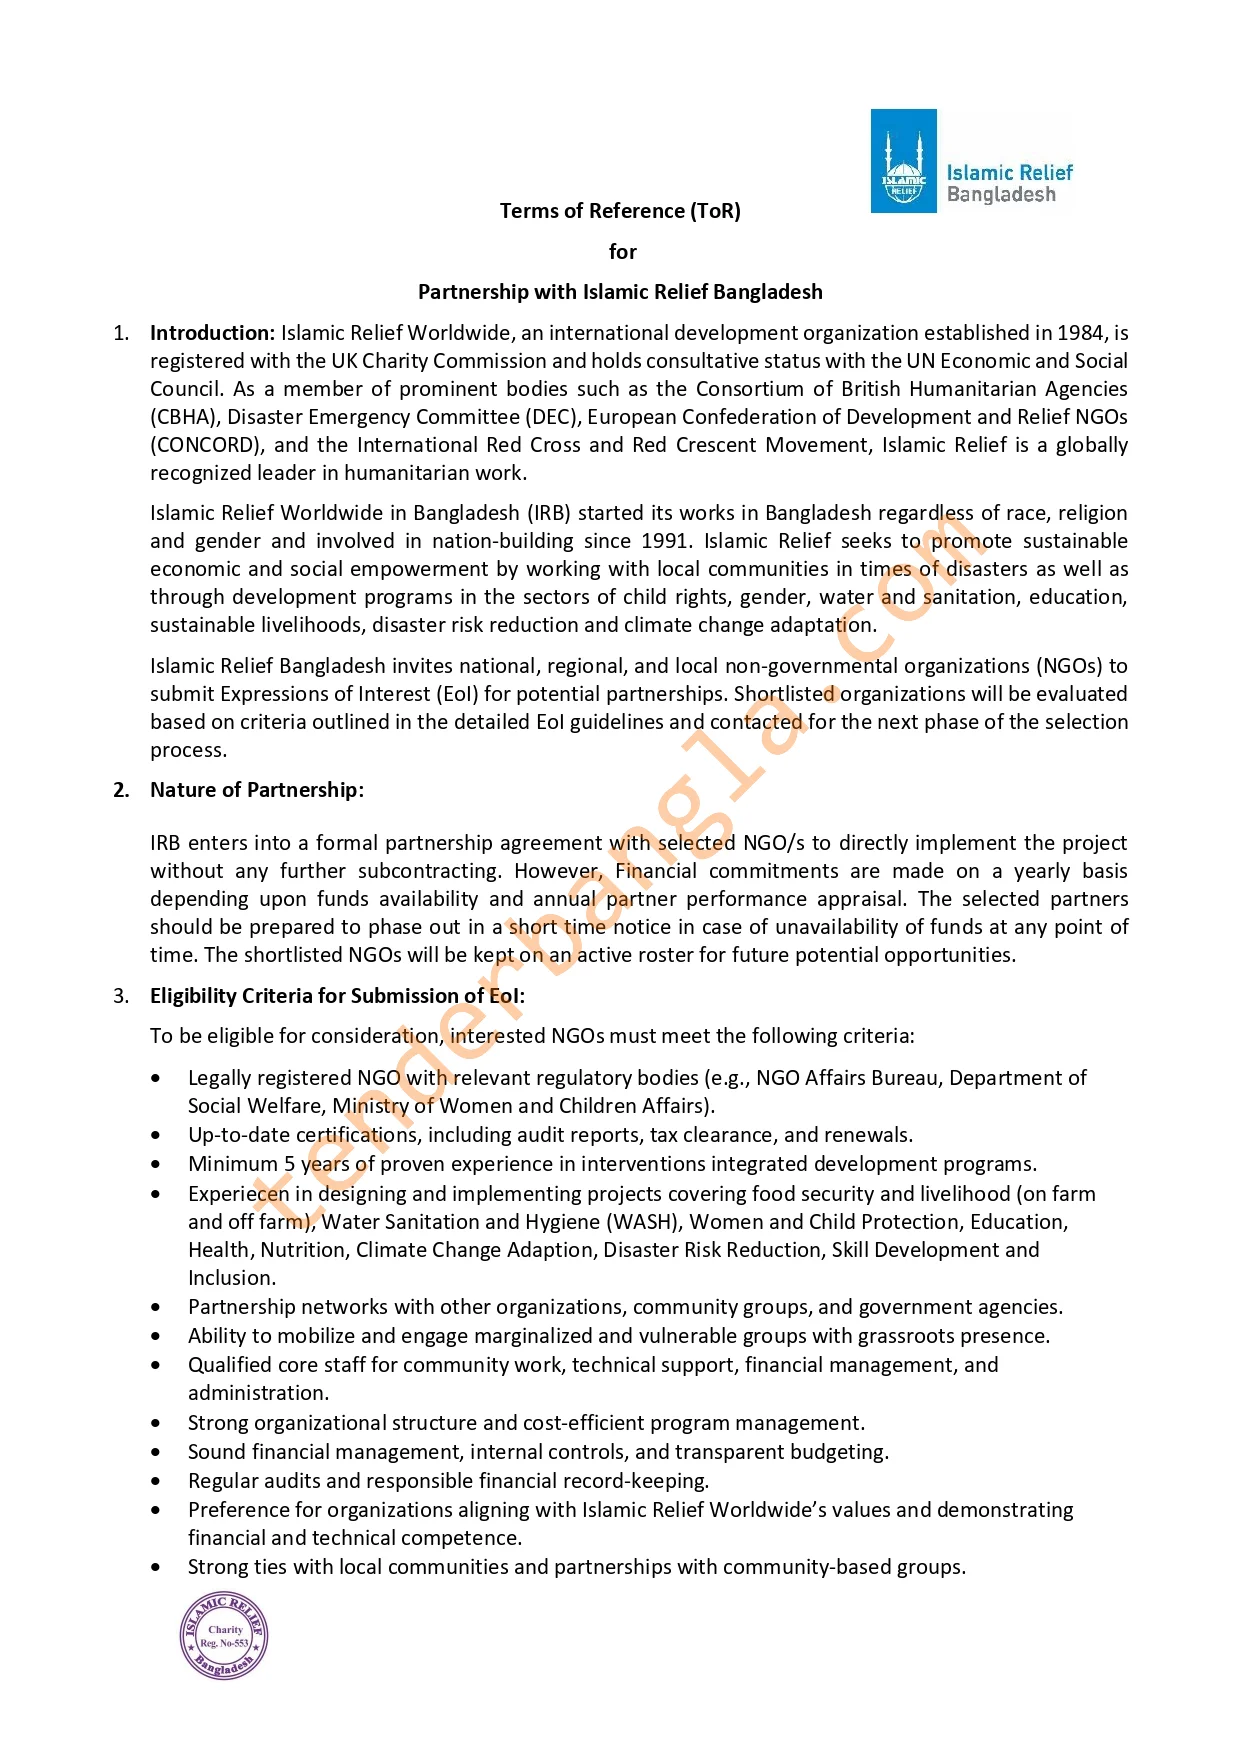 ISLAMIC
RELIEF
Islamic Relief
Bangladesh
Terms of Reference (ToR)
for
Partnership with Islamic Relief Bangladesh
1. Introduction: Islamic Relief Worldwide, an international development organization established in 1984, is
registered with the UK Charity Commission and holds consultative status with the UN Economic and Social
Council. As a member of prominent bodies such as the Consortium of British Humanitarian Agencies
(CBHA), Disaster Emergency Committee (DEC), European Confederation of Development and Relief NGOs
(CONCORD), and the International Red Cross and Red Crescent Movement, Islamic Relief is a globally
recognized leader in humanitarian work.
Islamic Relief Worldwide in Bangladesh (IRB) started its works in Bangladesh regardless of race, religion
and gender and involved in nation-building since 1991. Islamic Relief seeks to promote sustainable
economic and social empowerment by working with local communities in times of disasters as well as
through development programs in the sectors of child rights, gender, water and sanitation, education,
sustainable livelihoods, disaster risk reduction and climate change adaptation.
Islamic Relief Bangladesh invites national, regional, and local non-governmental organizations (NGOs) to
submit Expressions of Interest (EoI) for potential partnerships. Shortlisted organizations will be evaluated
based on criteria outlined in the detailed EoI guidelines and contacted for the next phase of the selection
process.
2. Nature of Partnership:
IRB enters into a formal partnership agreement with selected NGO/s to directly implement the project
without any further subcontracting. However, Financial commitments are made on a yearly basis
depending upon funds availability and annual partner performance appraisal. The selected partners
should be prepared to phase out in a short time notice in case of unavailability of funds at any point of
time. The shortlisted NGOs will be kept on an active roster for future potential opportunities.
3. Eligibility Criteria for Submission of EoI:
To be eligible for consideration, interested NGOs must meet the following criteria:
• Legally registered NGO with relevant regulatory bodies (e.g., NGO Affairs Bureau, Department of
Social Welfare, Ministry of Women and Children Affairs).
• Up-to-date certifications, including audit reports, tax clearance, and renewals.
• Minimum 5 years of proven experience in interventions integrated development programs.
• Experiecen in designing and implementing projects covering food security and livelihood (on farm
and off farm), Water Sanitation and Hygiene (WASH), Women and Child Protection, Education,
Health, Nutrition, Climate Change Adaption, Disaster Risk Reduction, Skill Development and
Inclusion.
• Partnership networks with other organizations, community groups, and government agencies.
• Ability to mobilize and engage marginalized and vulnerable groups with grassroots presence.
• Qualified core staff for community work, technical support, financial management, and
administration.
• Strong organizational structure and cost-efficient program management.
• Sound financial management, internal controls, and transparent budgeting.
• Regular audits and responsible financial record-keeping.
• Preference for organizations aligning with Islamic Relief Worldwide’s values and demonstrating
financial and technical competence.
• Strong ties with local communities and partnerships with community-based groups.
ISLAMIC RELIEF
Charity
Reg. No-553
Bangladesh
tenderbangla.com